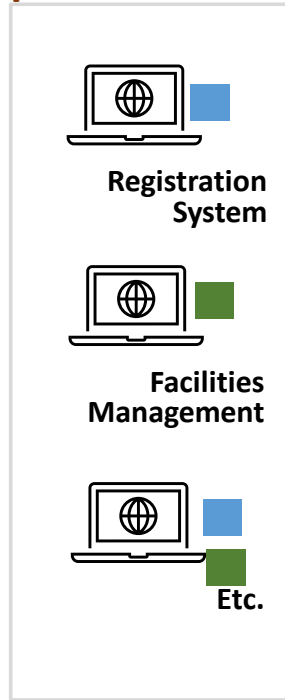 Registration
System
Facilities
Management
Etc.